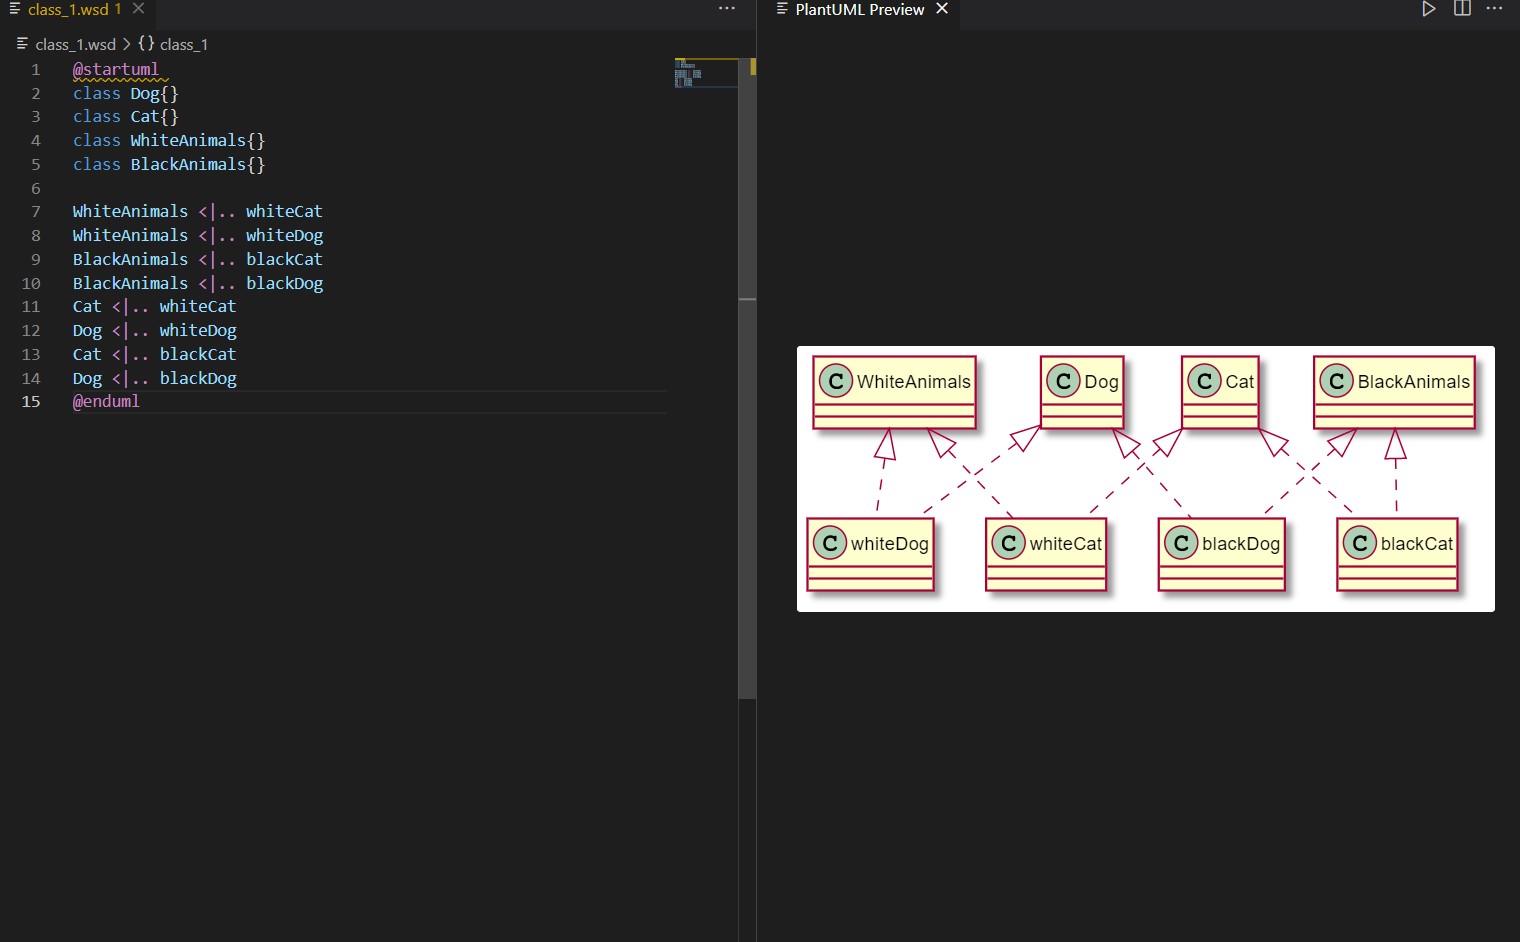 class_1.wsd 1
class_1.wsd > {} class_1
1 @startuml
2 class Dog{}
3 class Cat{}
4 class WhiteAnimals{}
5 class BlackAnimals{}
6
7 WhiteAnimals <|.. whiteCat
8 WhiteAnimals <|.. whiteDog
9 BlackAnimals <|.. blackCat
10 BlackAnimals <|.. blackDog
11 Cat <|.. whiteCat
12 Dog <|.. whiteDog
13 Cat <|.. blackCat
14 Dog <|.. blackDog
15 @enduml
PlantUML Preview
C WhiteAnimals
C Dog
C Cat
C BlackAnimals
C whiteDog
C whiteCat
C blackDog
C blackCat